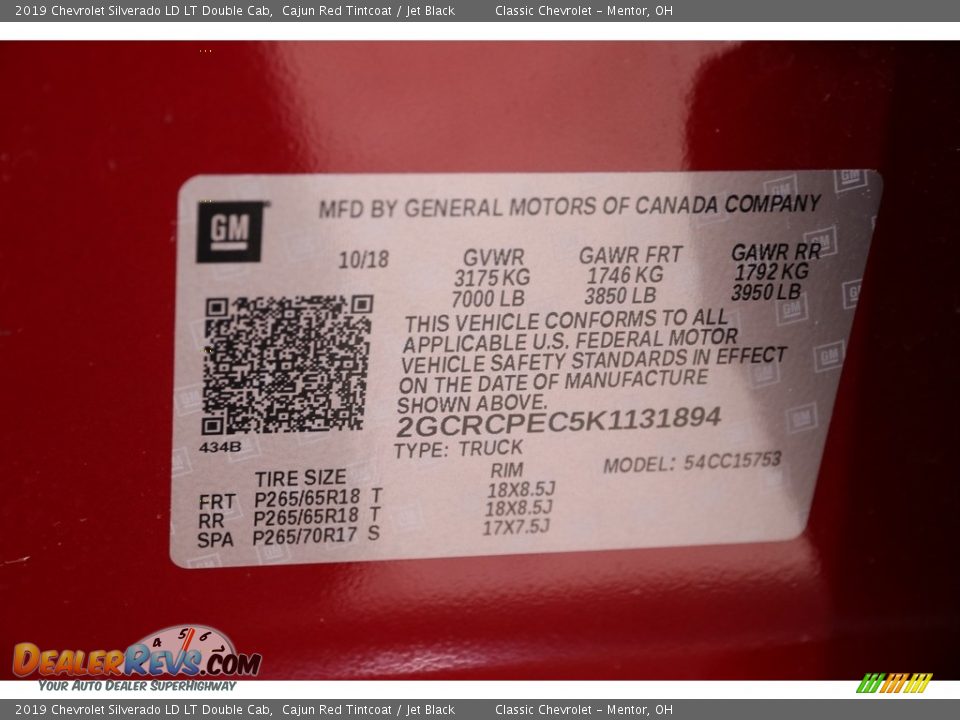 2019 Chevrolet Silverado LD LT Double Cab, Cajun Red Tintcoat / Jet Black Classic Chevrolet - Mentor, OH
GM
MFD BY GENERAL MOTORS OF CANADA COMPANY
10/18 GVWR GAWR FRT GAWR RR
3175 KG 1746 KG 1792 KG
7000 LB 3850 LB 3950 LB
THIS VEHICLE CONFORMS TO ALL
APPLICABLE U.S. FEDERAL MOTOR
VEHICLE SAFETY STANDARDS IN EFFECT
ON THE DATE OF MANUFACTURE
SHOWN ABOVE.
2GCRCPEC5K1131894
434B
TYPE: TRUCK
MODEL: 54CC15753
TIRE SIZE RIM
FRT P265/65R18 T 18X8.5J
RR P265/65R18 T 18X8.5J
SPA P265/70R17 S 17X7.5J
4 5 6
DealerRevs.com
Your Auto Dealer SuperHighway
2019 Chevrolet Silverado LD LT Double Cab, Cajun Red Tintcoat / Jet Black Classic Chevrolet - Mentor, OH